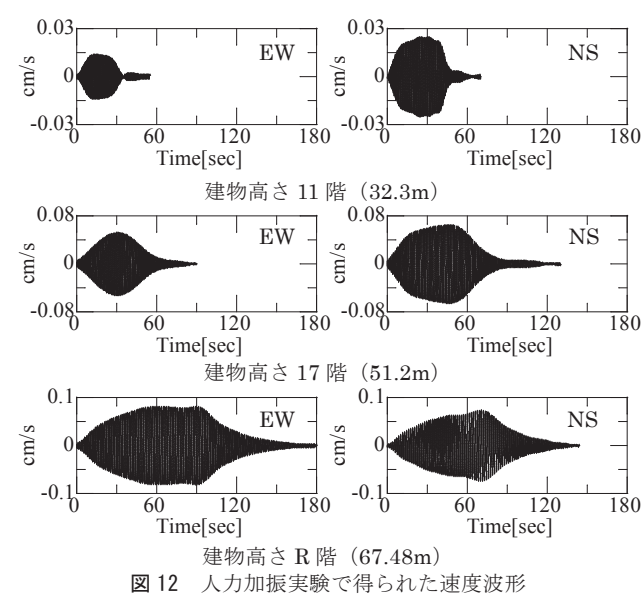 0.03 EW 0.03 NS
cm/s 0 cm/s 0
-0.03 -0.03
0 60 120 180 0 60 120 180
Time[sec] Time[sec]
建物高さ 11 階（32.3m）
0.08 EW 0.08 NS
cm/s 0 cm/s 0
-0.08 -0.08
0 60 120 180 0 60 120 180
Time[sec] Time[sec]
建物高さ 17 階（51.2m）
0.1 EW 0.1 NS
cm/s 0 cm/s 0
-0.1 -0.1
0 60 120 180 0 60 120 180
Time[sec] Time[sec]
建物高さ R 階（67.48m）
図 12 人力加振実験で得られた速度波形